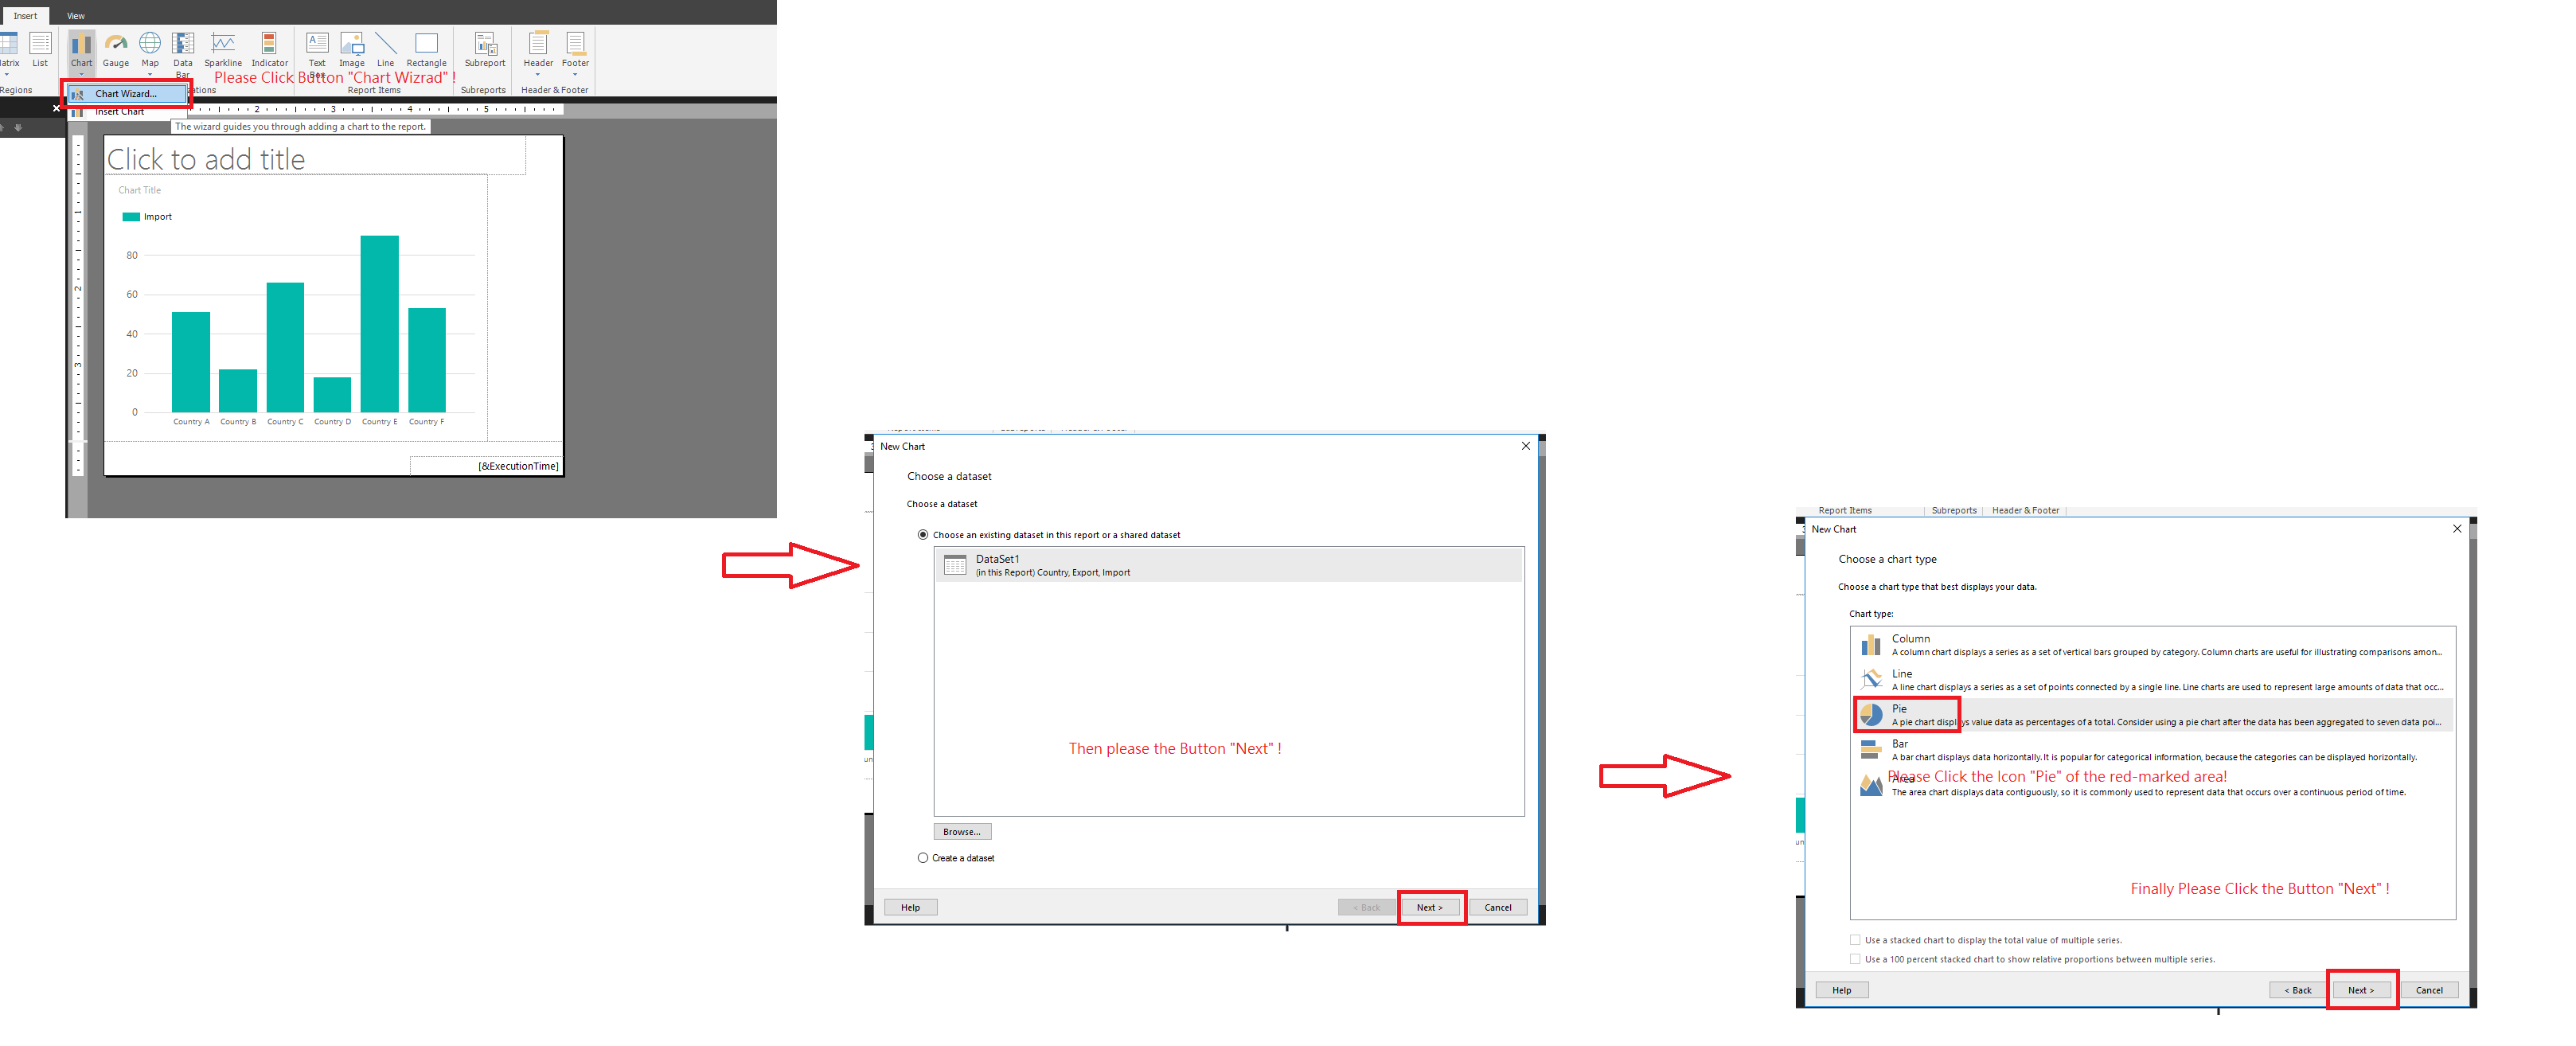 Insert View
List Chart Gauge Map Data Bar Sparkline Indicator Text Image Line Rectangle Subreport Header Footer
Please Click Button "Chart Wizrad" !
Report Items Subreports Header & Footer
Chart Wizard...
Insert Chart
2 3 4 5
The wizard guides you through adding a chart to the report.
Click to add title
Chart Title
Import
80
60
40
20
0
Country A Country B Country C Country D Country E Country F
1
2
3
[&ExecutionTime]
New Chart
Choose a dataset
Choose a dataset
Choose an existing dataset in this report or a shared dataset
DataSet1
(in this Report) Country, Export, Import
Then please the Button "Next" !
Browse...
Create a dataset
Help < Back Next > Cancel
Report Items Subreports Header & Footer
New Chart
Choose a chart type
Choose a chart type that best displays your data.
Chart type:
Column
A column chart displays a series as a set of vertical bars grouped by category. Column charts are useful for illustrating comparisons amon...
Line
A line chart displays a series as a set of points connected by a single line. Line charts are used to represent large amounts of data that occ...
Pie
A pie chart displays value data as percentages of a total. Consider using a pie chart after the data has been aggregated to seven data poi...
Bar
A bar chart displays data horizontally. It is popular for categorical information, because the categories can be displayed horizontally.
Please Click the Icon "Pie" of the red-marked area!
Area
The area chart displays data contiguously, so it is commonly used to represent data that occurs over a continuous period of time.
Finally Please Click the Button "Next" !
Use a stacked chart to display the total value of multiple series.
Use a 100 percent stacked chart to show relative proportions between multiple series.
Help < Back Next > Cancel